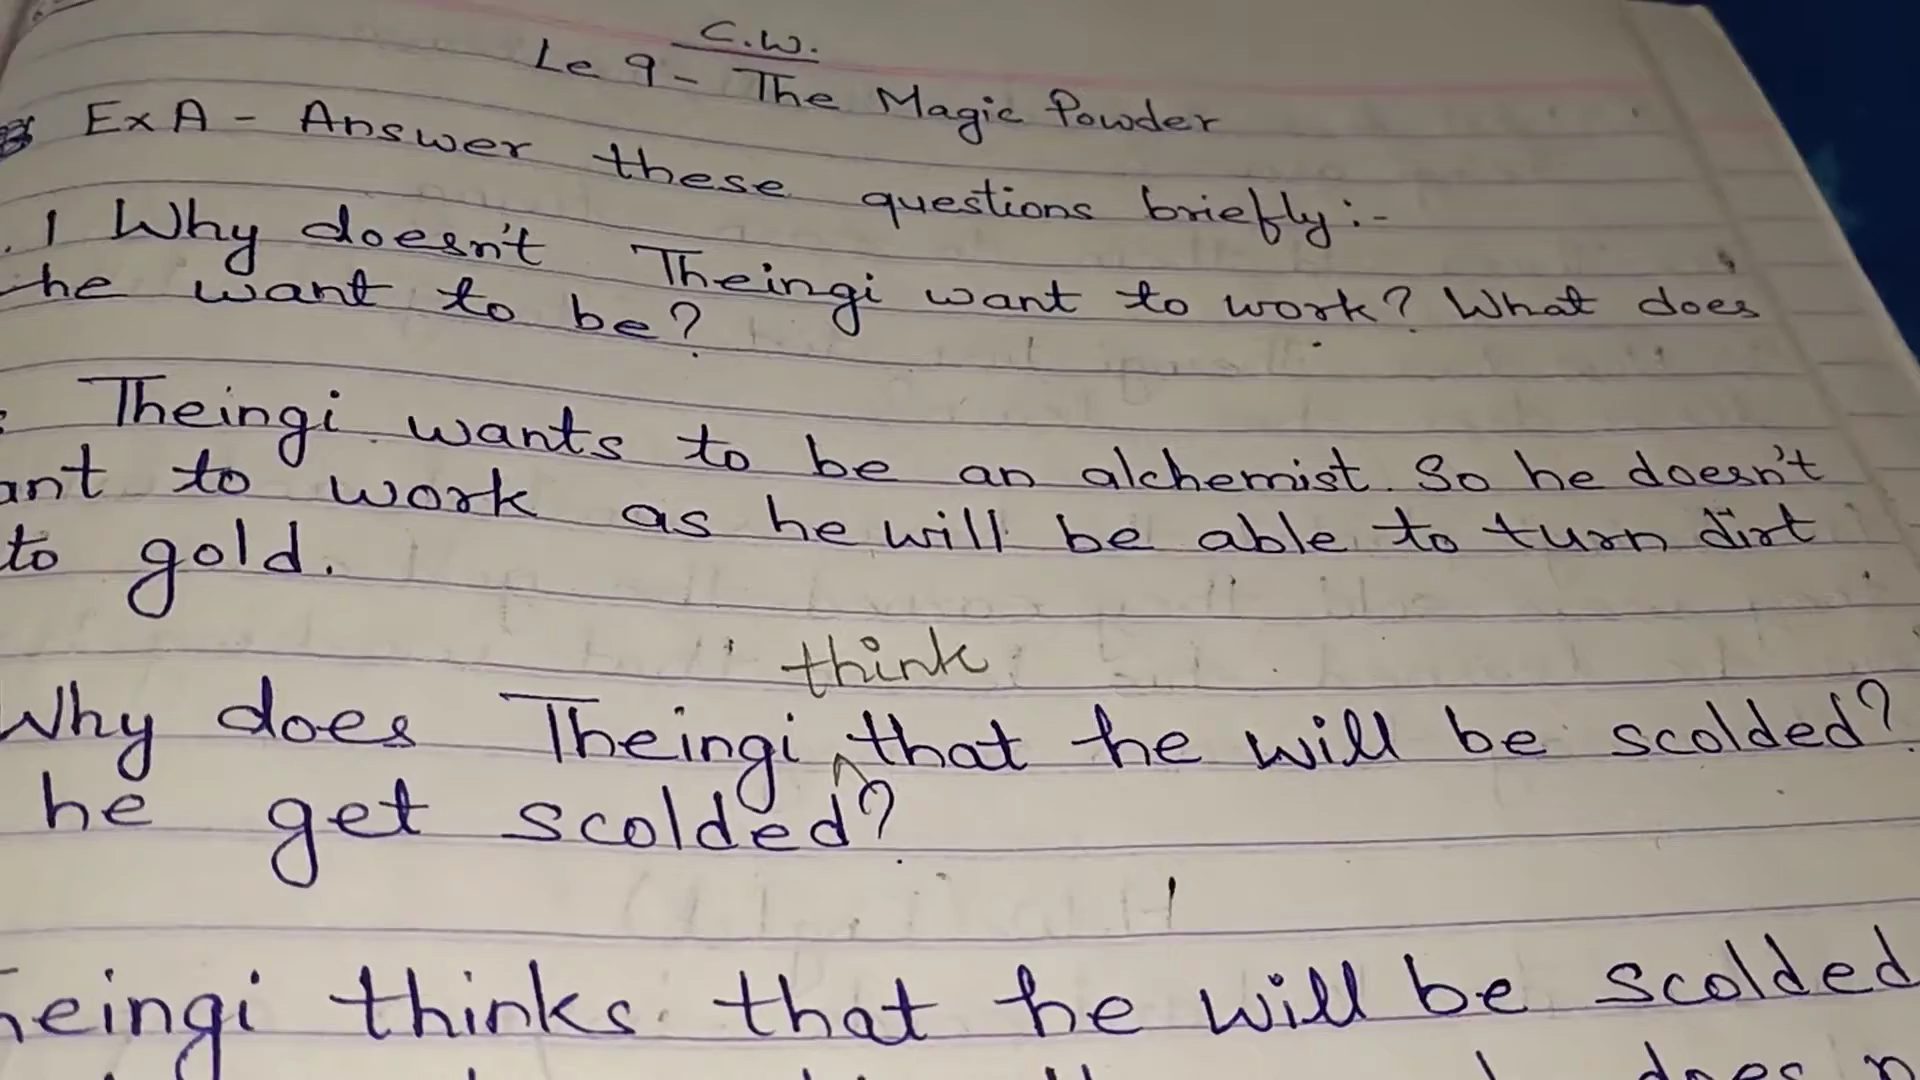 C.W.
Le 9 - The Magic Powder
Ex A - Answer these questions briefly:-
1 Why doesn't Theingi want to work? What does
he want to be?
Theingi wants to be an alchemist. So he doesn't
ant to work as he will be able to turn dirt
to gold.
think
Why does Theingi that he will be scolded?
he get scolded?
eingi thinks that he will be scolded
does